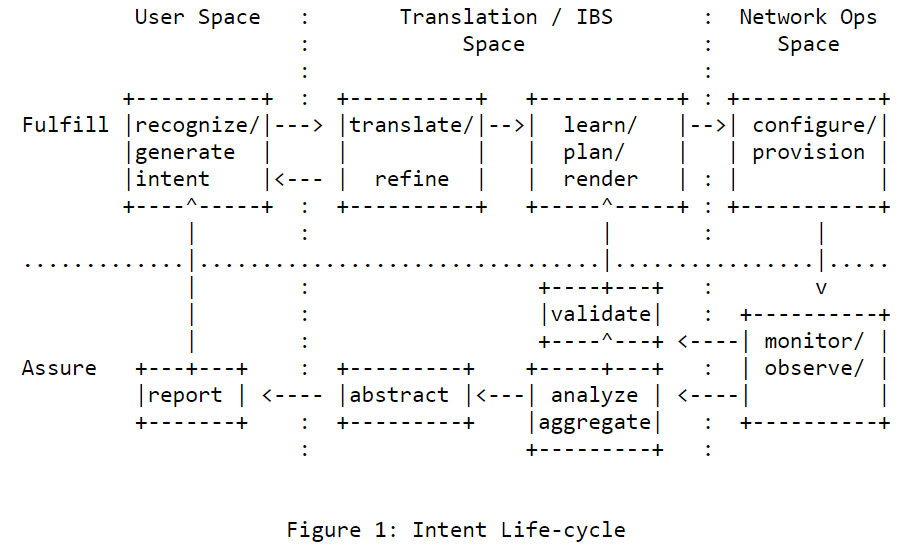 User Space   :       Translation / IBS       :  Network Ops
             :            Space              :     Space
             :                               :
        +----------+  :  +----------+   +-----------+ : +-----------+
Fulfill |recognize/|---> |translate/|-->|  learn/   |-->| configure/|
        |generate  |     |          |   |  plan/    |   | provision |
        |intent    |<--- |  refine  |   |  render   | : |           |
        +----^-----+  :  +----------+   +-----^-----+ : +-----------+
             |        :                       |       :       |
.............|................................|...............|.....
             |        :                  +----+---+   :       v
             |        :                  |validate|   :  +----------+
             |        :                  +----^---+ <----| monitor/ |
Assure   +---+---+    :  +---------+    +-----+---+   :  | observe/ |
         |report | <---- |abstract |<---| analyze | <----|          |
         +-------+    :  +---------+    |aggregate|   :  +----------+
                      :                 +---------+   :
Figure 1: Intent Life-cycle